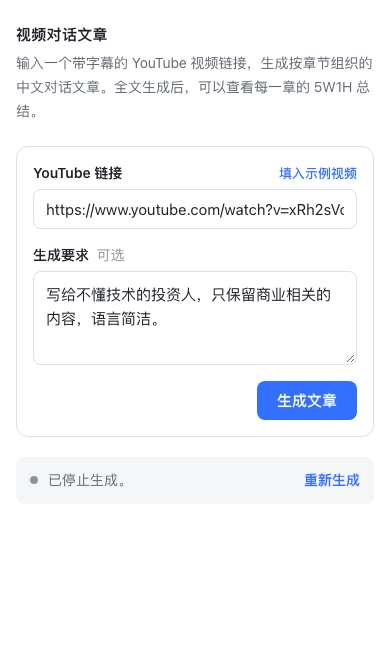 视频对话文章
输入一个带字幕的 YouTube 视频链接，生成按章节组织的
中文对话文章。全文生成后，可以查看每一章的 5W1H 总
结。
YouTube 链接 填入示例视频
https://www.youtube.com/watch?v=xRh2sVc
生成要求 可选
写给不懂技术的投资人，只保留商业相关的
内容，语言简洁。
生成文章
已停止生成。 重新生成